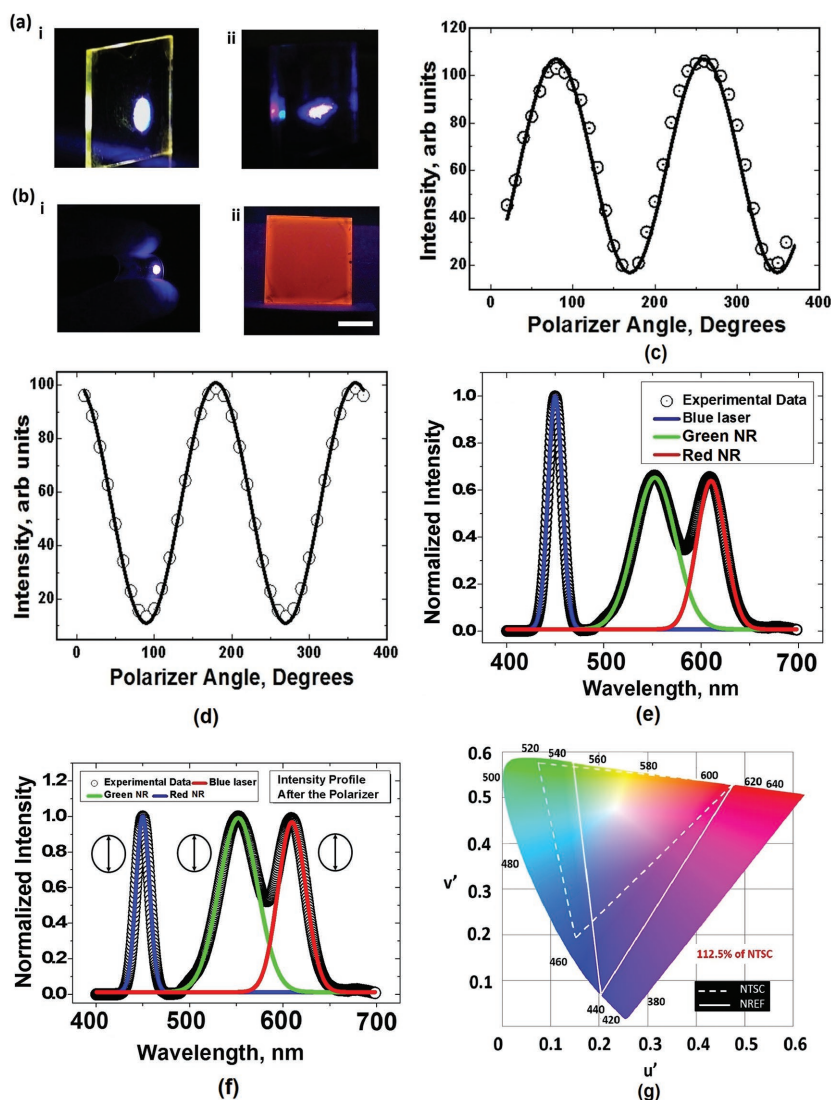 (a)
i
ii
(b)
i
ii
Intensity, arb units
120
100
80
60
40
20
0
100
200
300
400
Polarizer Angle, Degrees
(c)
Intensity, arb units
100
80
60
40
20
0
100
200
300
400
Polarizer Angle, Degrees
(d)
Normalized Intensity
1.0
0.8
0.6
0.4
0.2
0.0
Experimental Data
Blue laser
Green NR
Red NR
400
500
600
700
Wavelength, nm
(e)
Normalized Intensity
1.2
1.0
0.8
0.6
0.4
0.2
0.0
Experimental Data Blue laser
Green NR Red NR
Intensity Profile
After the Polarizer
400
500
600
700
Wavelength, nm
(f)
v'
0.6
0.5
0.4
0.3
0.2
0.1
520
540
560
580
600
620
640
500
480
460
440
420
380
112.5% of NTSC
NTSC
NREF
0
0.1
0.2
0.3
0.4
0.5
0.6
u'
(g)